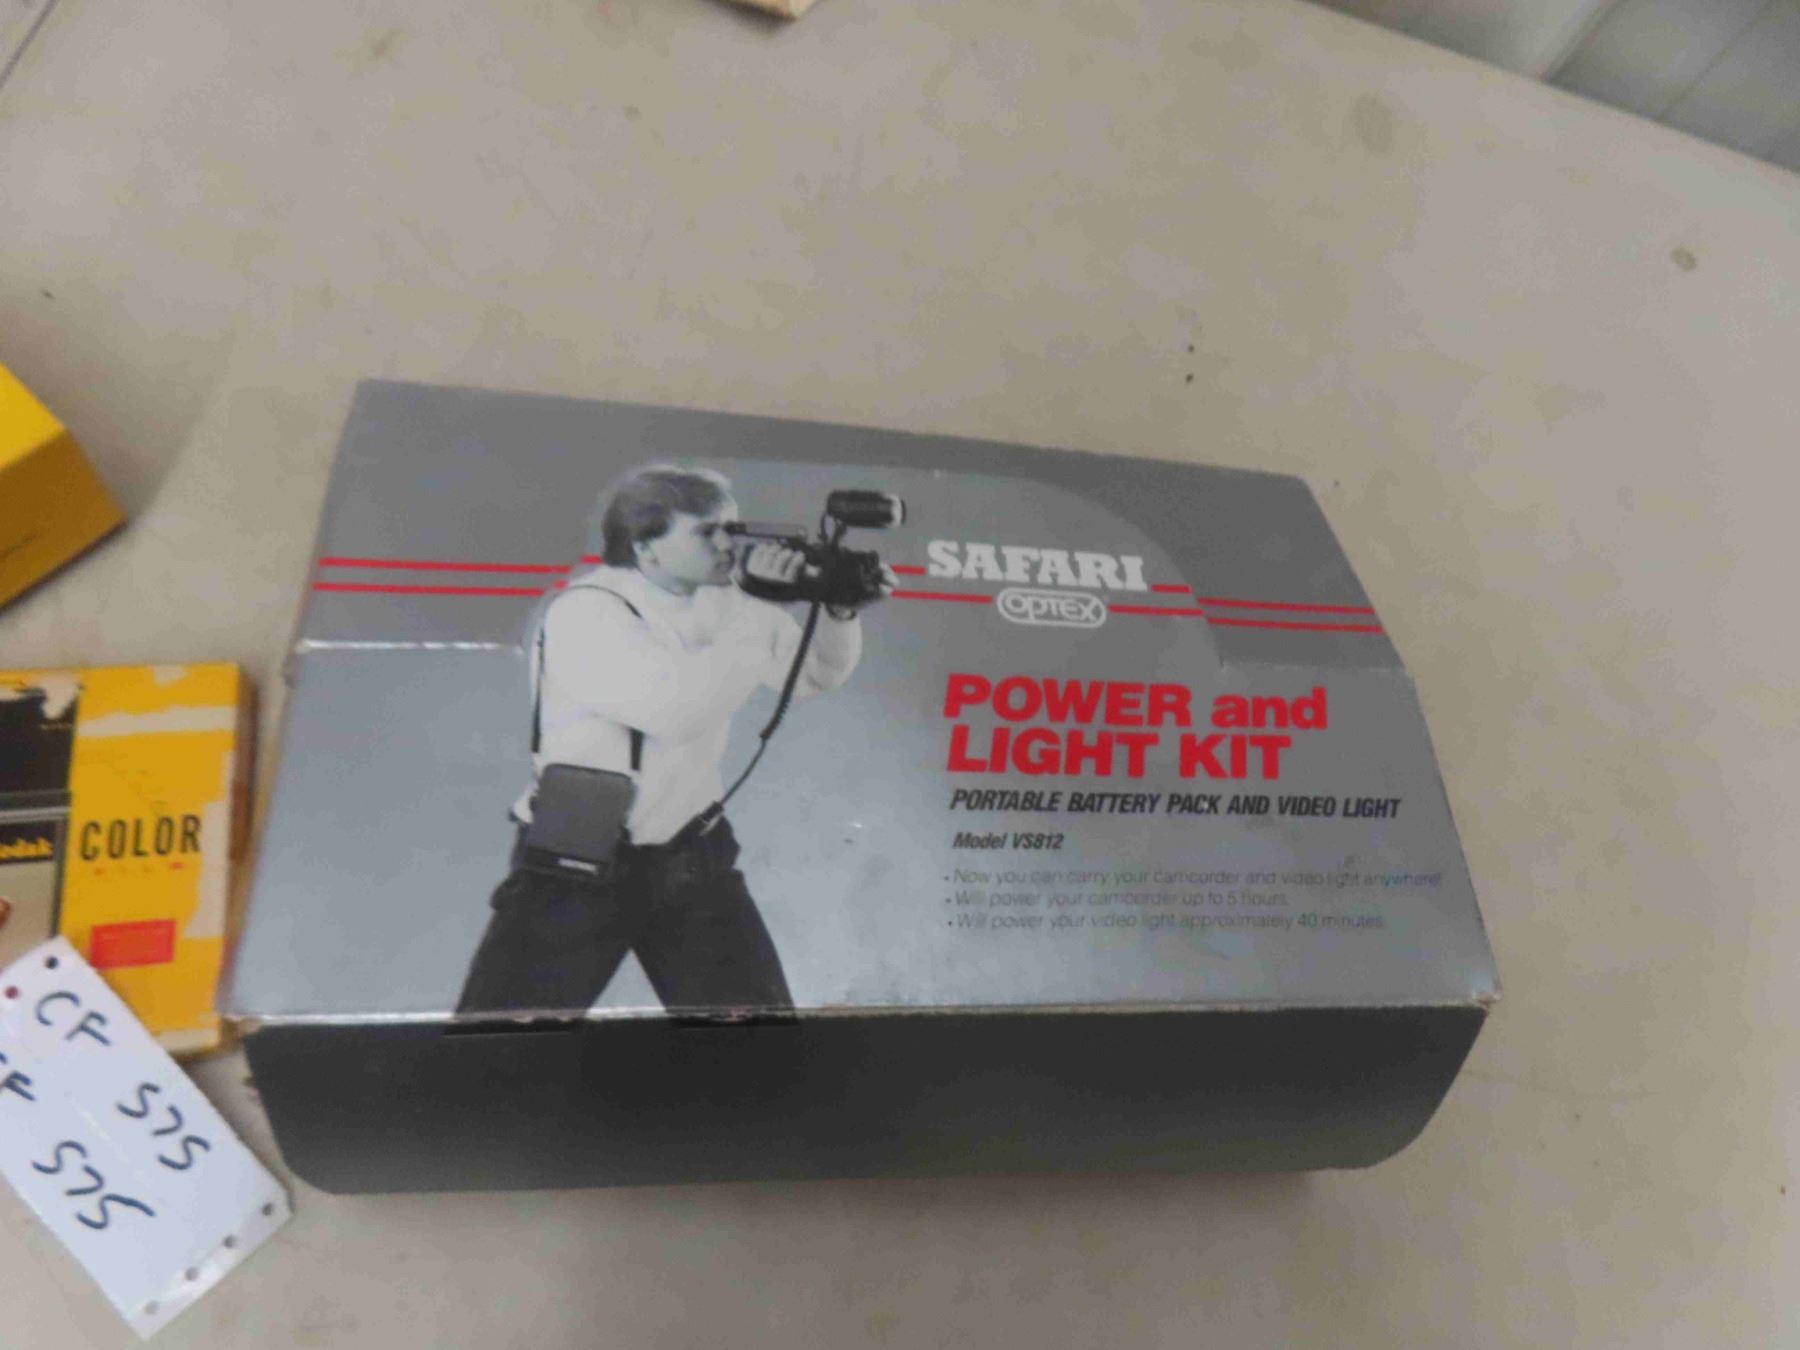 SAFARI
OPTEX
POWER and
LIGHT KIT
PORTABLE BATTERY PACK AND VIDEO LIGHT
Model VS812
• Now you can carry your camcorder and video light anywhere!
• Will power your camcorder up to 5 hours.
• Will power your video light approximately 40 minutes.
COLOR
CF 575
575